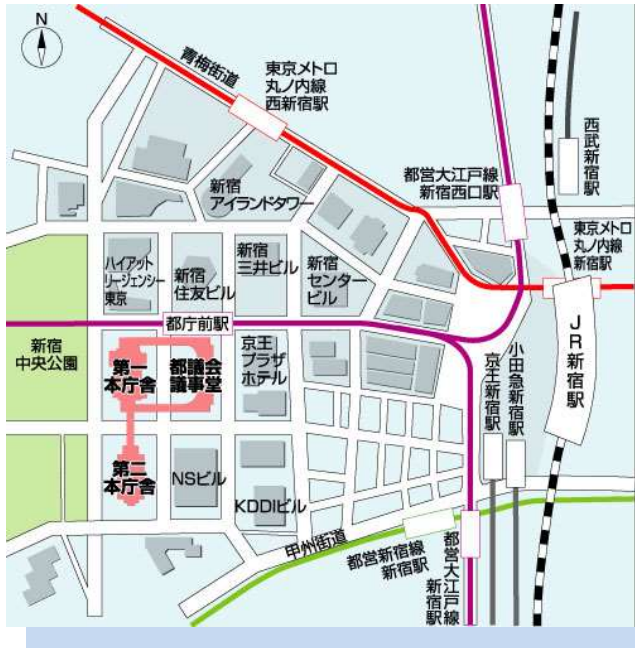 N
青梅街道
東京メトロ
丸ノ内線
西新宿駅
西武新宿駅
都営大江戸線
新宿西口駅
新宿
アイランドタワー
東京メトロ
丸ノ内線
新宿駅
ハイアット
リージェンシー
東京
新宿
住友ビル
新宿
三井ビル
新宿
センター
ビル
都庁前駅
JR新宿駅
新宿
中央公園
第一
本庁舎
都議会
議事堂
京王
プラザ
ホテル
小田急新宿駅
京王新宿駅
第二
本庁舎
NSビル
KDDIビル
甲州街道
都営新宿線
新宿駅
都営大江戸線
新宿駅